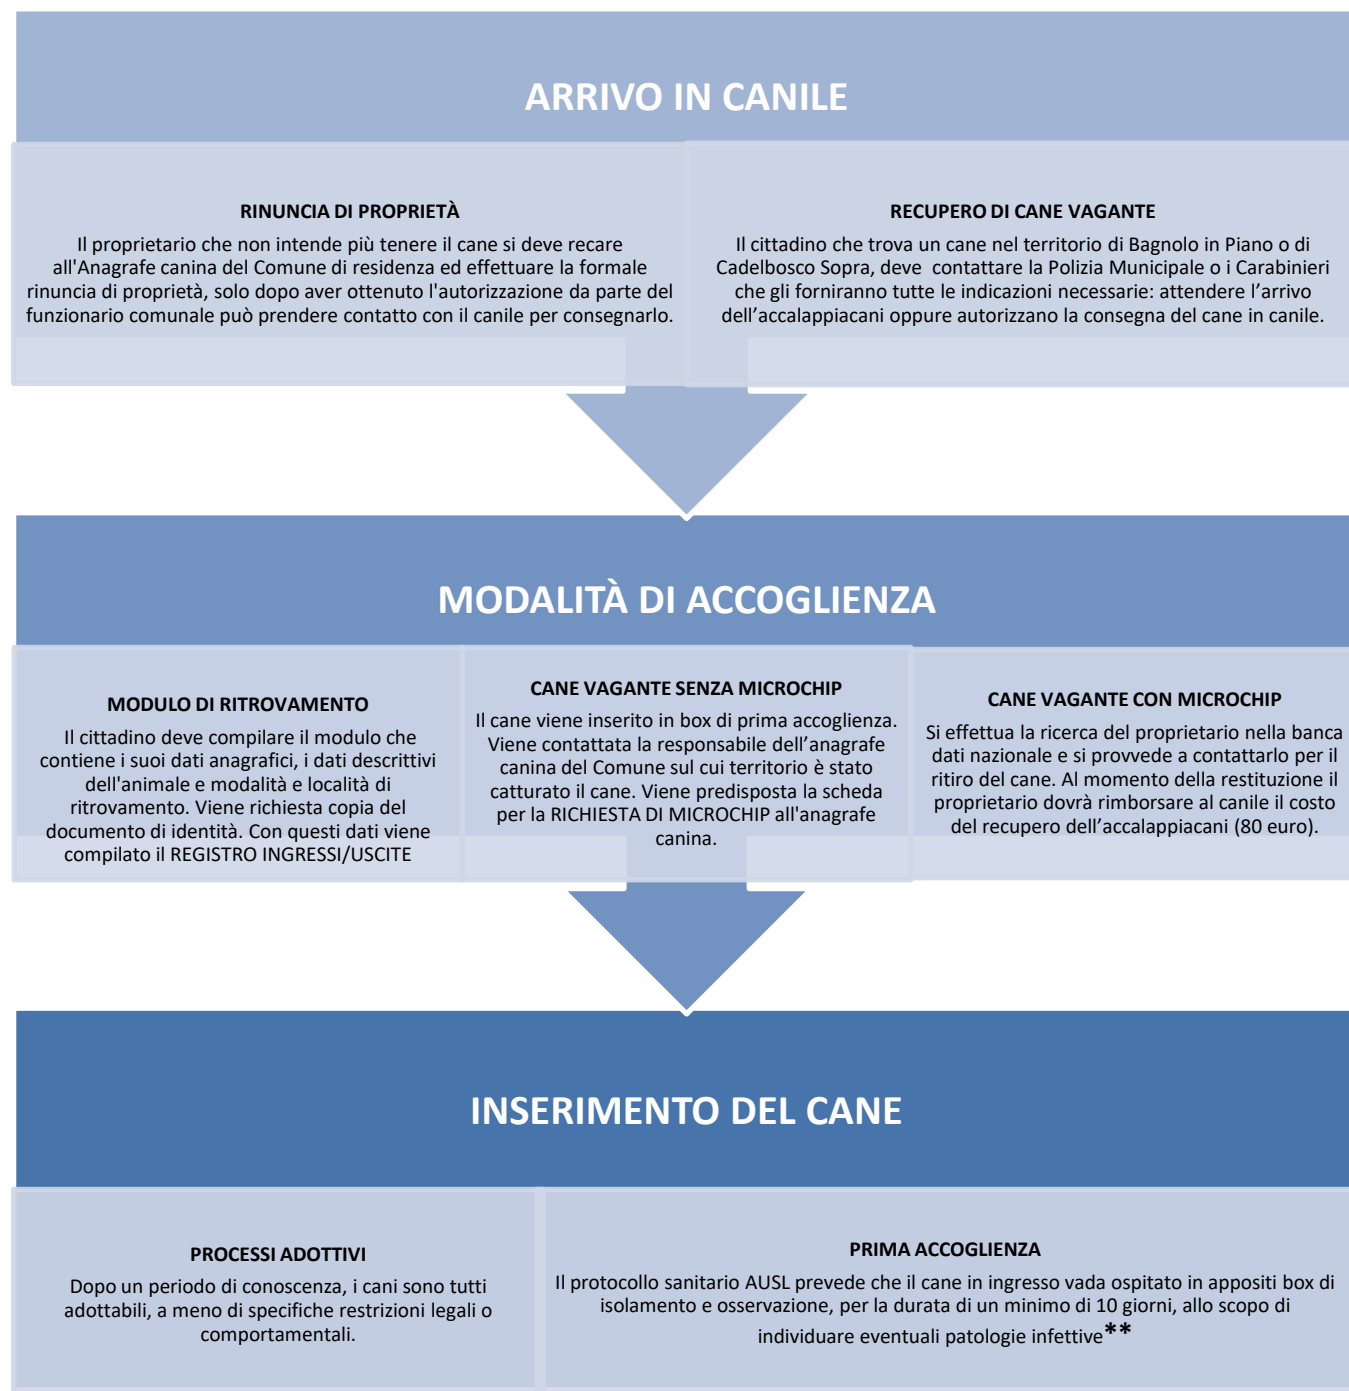 ARRIVO IN CANILE
RINUNCIA DI PROPRIETÀ
Il proprietario che non intende più tenere il cane si deve recare
all'Anagrafe canina del Comune di residenza ed effettuare la formale
rinuncia di proprietà, solo dopo aver ottenuto l'autorizzazione da parte del
funzionario comunale può prendere contatto con il canile per consegnarlo.
RECUPERO DI CANE VAGANTE
Il cittadino che trova un cane nel territorio di Bagnolo in Piano o di
Cadelbosco Sopra, deve  contattare la Polizia Municipale o i Carabinieri
che gli forniranno tutte le indicazioni necessarie: attendere l’arrivo
dell’accalappiacani oppure autorizzano la consegna del cane in canile.
MODALITÀ DI ACCOGLIENZA
MODULO DI RITROVAMENTO
Il cittadino deve compilare il modulo che
contiene i suoi dati anagrafici, i dati descrittivi
dell'animale e modalità e località di
ritrovamento. Viene richiesta copia del
documento di identità. Con questi dati viene
compilato il REGISTRO INGRESSI/USCITE
CANE VAGANTE SENZA MICROCHIP
Il cane viene inserito in box di prima accoglienza.
Viene contattata la responsabile dell’anagrafe
canina del Comune sul cui territorio è stato
catturato il cane. Viene predisposta la scheda
per la RICHIESTA DI MICROCHIP all'anagrafe
canina.
CANE VAGANTE CON MICROCHIP
Si effettua la ricerca del proprietario nella banca
dati nazionale e si provvede a contattarlo per il
ritiro del cane. Al momento della restituzione il
proprietario dovrà rimborsare al canile il costo
del recupero dell’accalappiacani (80 euro).
INSERIMENTO DEL CANE
PROCESSI ADOTTIVI
Dopo un periodo di conoscenza, i cani sono tutti
adottabili, a meno di specifiche restrizioni legali o
comportamentali.
PRIMA ACCOGLIENZA
Il protocollo sanitario AUSL prevede che il cane in ingresso vada ospitato in appositi box di
isolamento e osservazione, per la durata di un minimo di 10 giorni, allo scopo di
individuare eventuali patologie infettive**